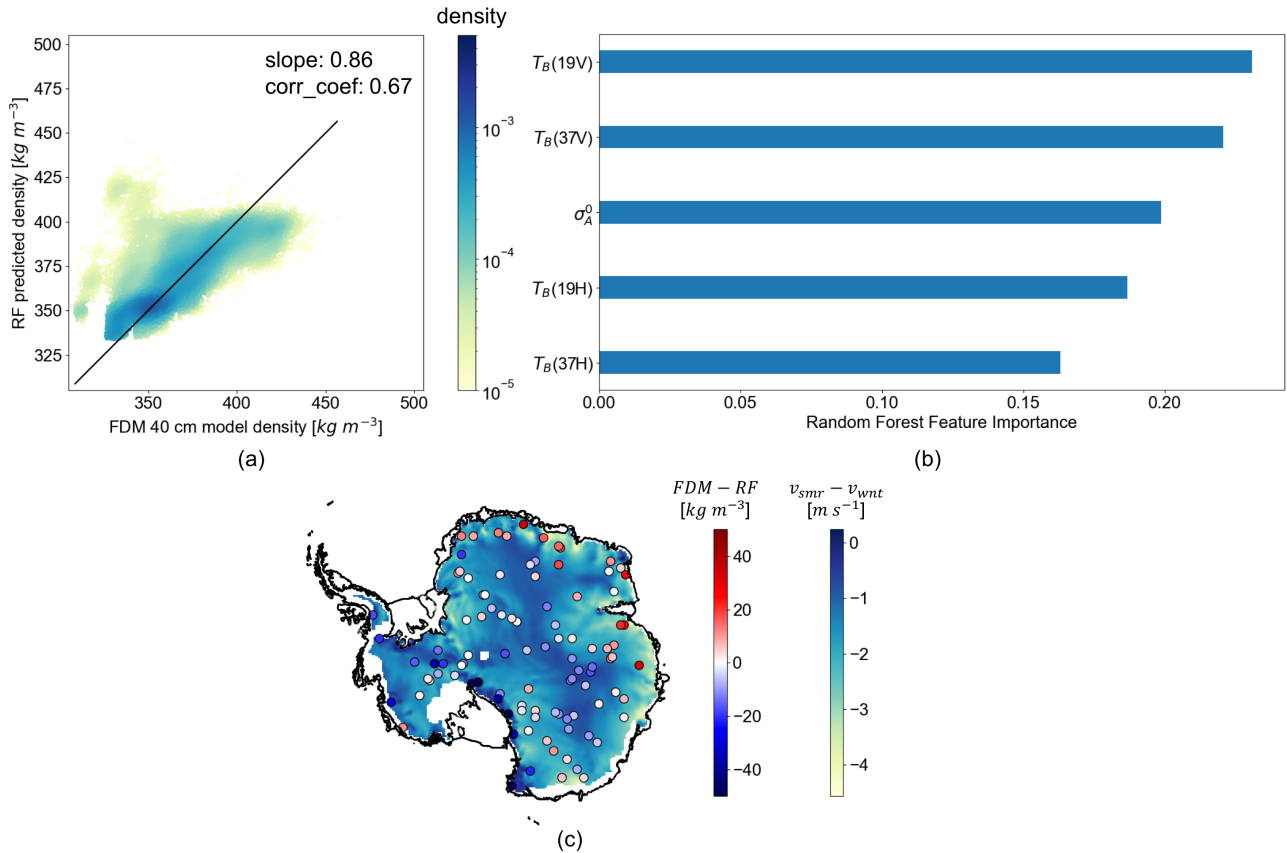 density
slope: 0.86
corr_coef: 0.67
500
475
450
425
400
375
350
325
350
400
450
500
RF predicted density [kg m⁻³]
FDM 40 cm model density [kg m⁻³]
10⁻³
10⁻⁴
10⁻⁵
(a)
T_B(19V)
T_B(37V)
σ⁰_A
T_B(19H)
T_B(37H)
0.00
0.05
0.10
0.15
0.20
Random Forest Feature Importance
(b)
FDM − RF
[kg m⁻³]
40
20
0
−20
−40
v_smr − v_wnt
[m s⁻¹]
0
−1
−2
−3
−4
(c)